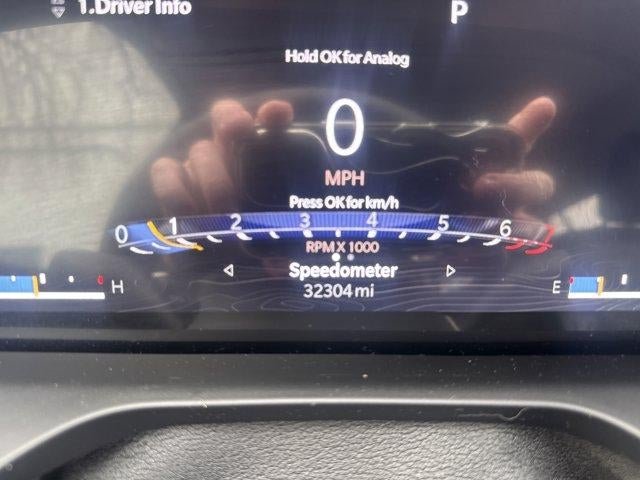 1.Driver Info
P
Hold OK for Analog
0
MPH
Press OK for km/h
0 1 2 3 4 5 6 7
RPM X 1000
Speedometer
H
E
32304 mi